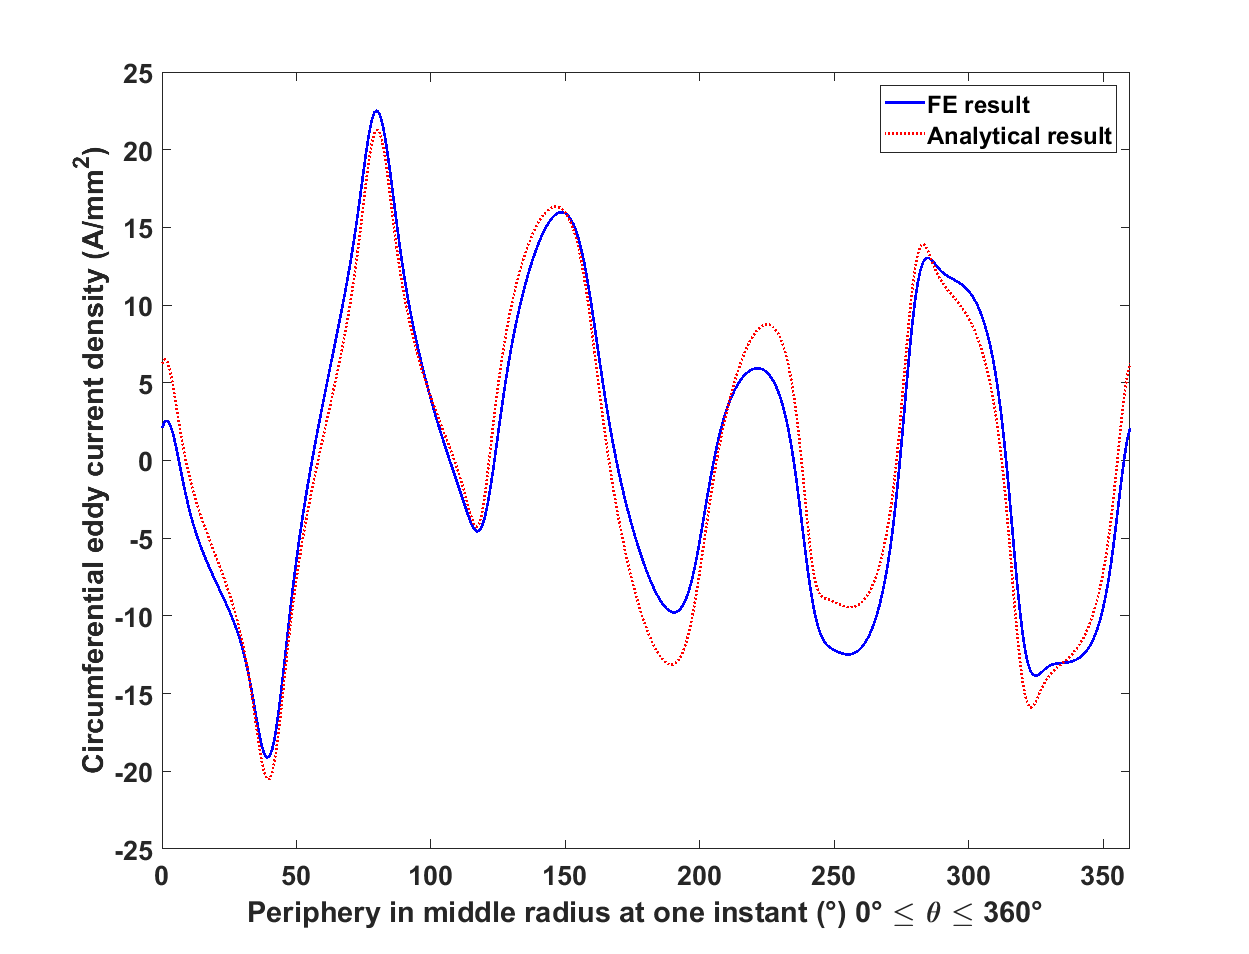 25
20
15
10
5
0
-5
-10
-15
-20
-25
0 50 100 150 200 250 300 350
Circumferential eddy current density (A/mm²)
Periphery in middle radius at one instant (°) 0° ≤ θ ≤ 360°
FE result
Analytical result